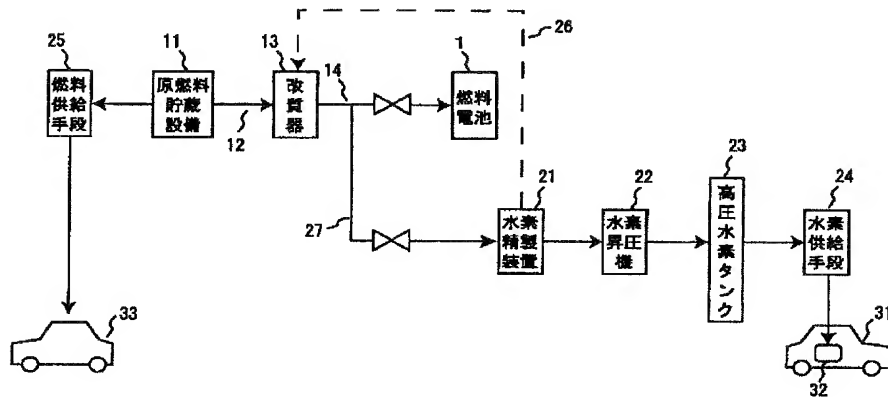 26
25
11
13
1
燃料
供給
手段
原燃料
貯蔵
設備
改
質
器
14
燃料
電池
12
21
22
23
24
27
水素
精製
装置
水素
昇圧
機
高
圧
水
素
タ
ン
ク
水素
供給
手段
33
31
32